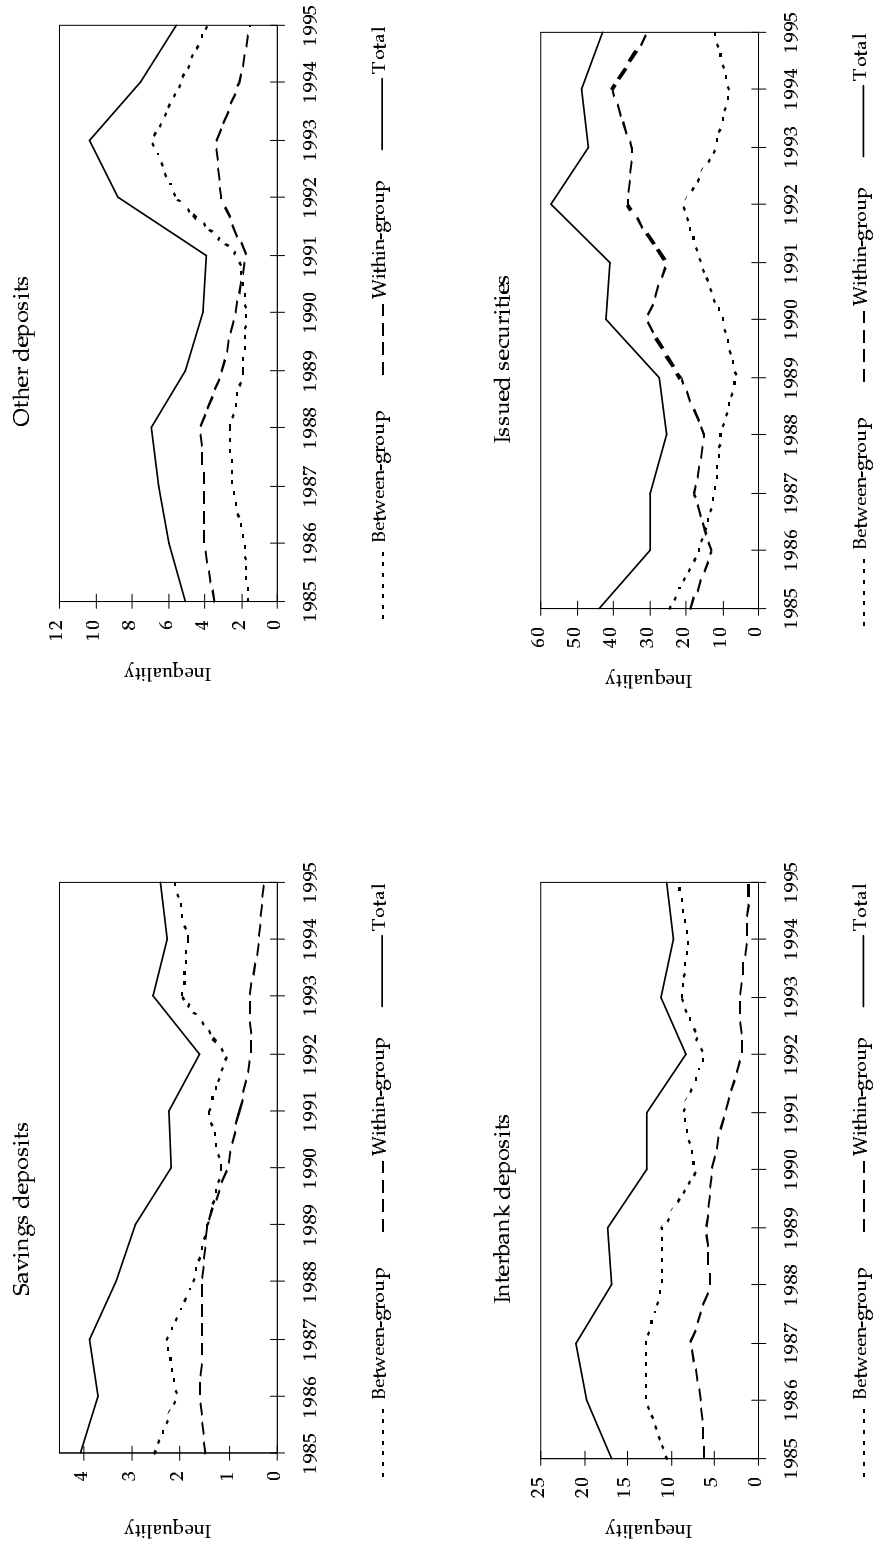 Savings deposits
Inequality
4
3
2
1
0
1985 1986 1987 1988 1989 1990 1991 1992 1993 1994 1995
Between-group Within-group Total
Other deposits
Inequality
12
10
8
6
4
2
0
1985 1986 1987 1988 1989 1990 1991 1992 1993 1994 1995
Between-group Within-group Total
Interbank deposits
Inequality
25
20
15
10
5
0
1985 1986 1987 1988 1989 1990 1991 1992 1993 1994 1995
Between-group Within-group Total
Issued securities
Inequality
60
50
40
30
20
10
0
1985 1986 1987 1988 1989 1990 1991 1992 1993 1994 1995
Between-group Within-group Total